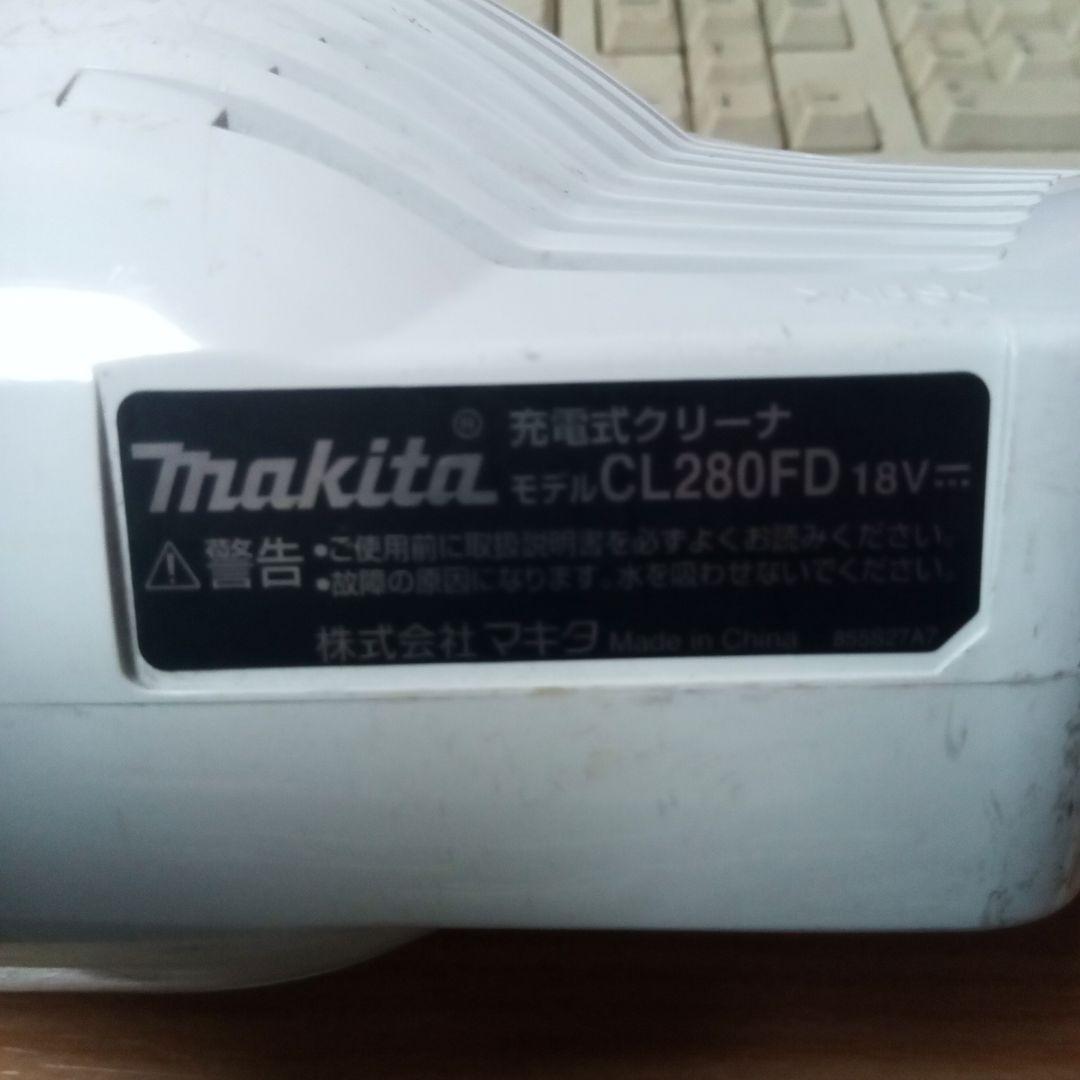 makita® 充電式クリーナ
モデルCL280FD 18V
警告 •ご使用前に取扱説明書を必ずよくお読みください。
•故障の原因になります。水を吸わせないでください。
株式会社マキタ Made in China 855S27A7